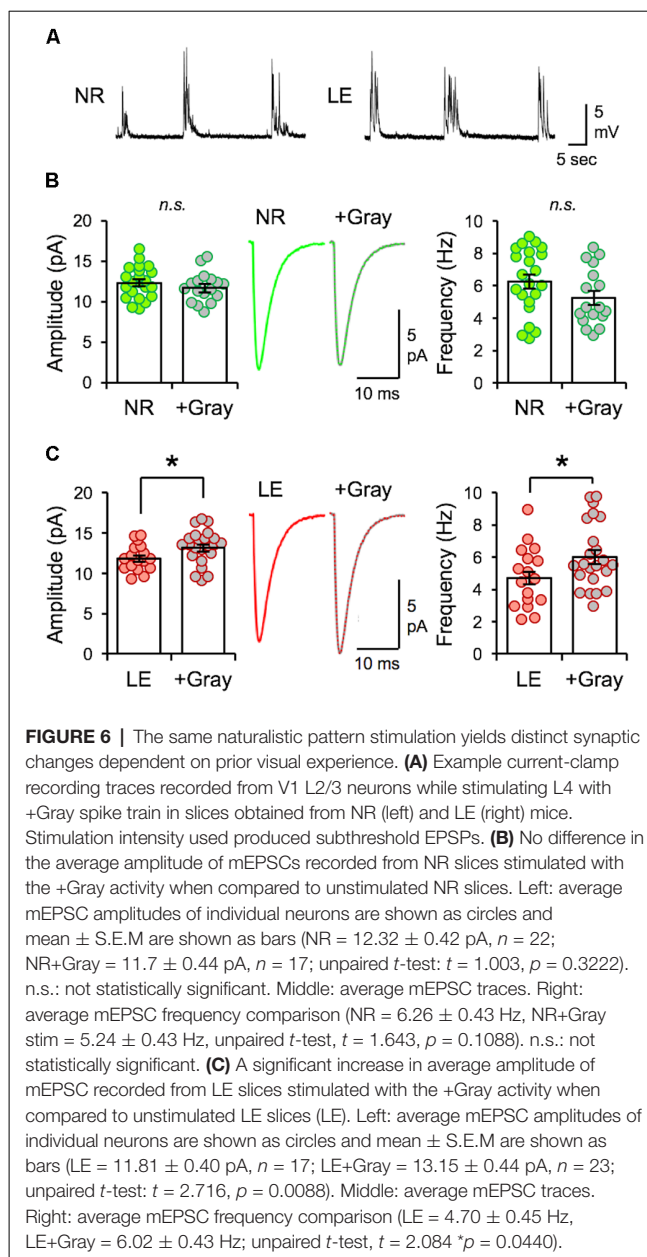 A
NR
LE
5
mV
5 sec
B
n.s.
NR
+Gray
n.s.
Amplitude (pA)
20
15
10
5
0
NR
+Gray
5
pA
10 ms
Frequency (Hz)
10
8
6
4
2
0
NR
+Gray
C
*
LE
+Gray
*
Amplitude (pA)
20
15
10
5
0
LE
+Gray
5
pA
10 ms
Frequency (Hz)
10
8
6
4
2
0
LE
+Gray
FIGURE 6 | The same naturalistic pattern stimulation yields distinct synaptic
changes dependent on prior visual experience. (A) Example current-clamp
recording traces recorded from V1 L2/3 neurons while stimulating L4 with
+Gray spike train in slices obtained from NR (left) and LE (right) mice.
Stimulation intensity used produced subthreshold EPSPs. (B) No difference in
the average amplitude of mEPSCs recorded from NR slices stimulated with
the +Gray activity when compared to unstimulated NR slices. Left: average
mEPSC amplitudes of individual neurons are shown as circles and
mean ± S.E.M are shown as bars (NR = 12.32 ± 0.42 pA, n = 22;
NR+Gray = 11.7 ± 0.44 pA, n = 17; unpaired t-test: t = 1.003, p = 0.3222).
n.s.: not statistically significant. Middle: average mEPSC traces. Right:
average mEPSC frequency comparison (NR = 6.26 ± 0.43 Hz, NR+Gray
stim = 5.24 ± 0.43 Hz, unpaired t-test, t = 1.643, p = 0.1088). n.s.: not
statistically significant. (C) A significant increase in average amplitude of
mEPSC recorded from LE slices stimulated with the +Gray activity when
compared to unstimulated LE slices (LE). Left: average mEPSC amplitudes of
individual neurons are shown as circles and mean ± S.E.M are shown as
bars (LE = 11.81 ± 0.40 pA, n = 17; LE+Gray = 13.15 ± 0.44 pA, n = 23;
unpaired t-test: t = 2.716, p = 0.0088). Middle: average mEPSC traces.
Right: average mEPSC frequency comparison (LE = 4.70 ± 0.45 Hz,
LE+Gray = 6.02 ± 0.43 Hz; unpaired t-test, t = 2.084 *p = 0.0440).